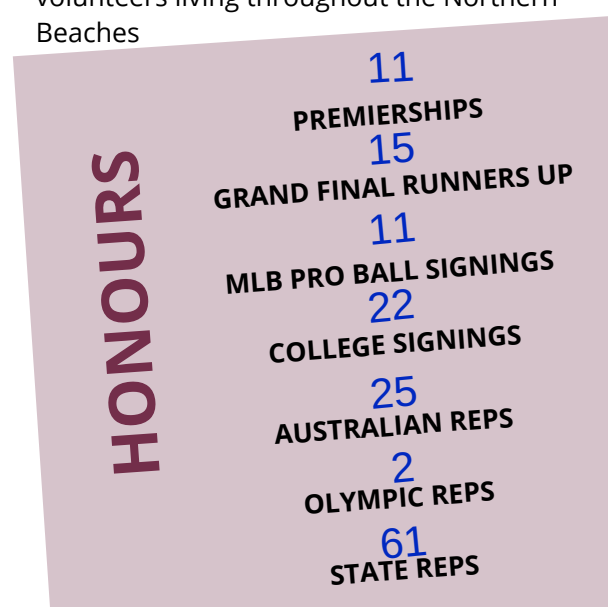 volunteers living throughout the Northern
Beaches
HONOURS
11
PREMIERSHIPS
15
GRAND FINAL RUNNERS UP
11
MLB PRO BALL SIGNINGS
22
COLLEGE SIGNINGS
25
AUSTRALIAN REPS
2
OLYMPIC REPS
61
STATE REPS